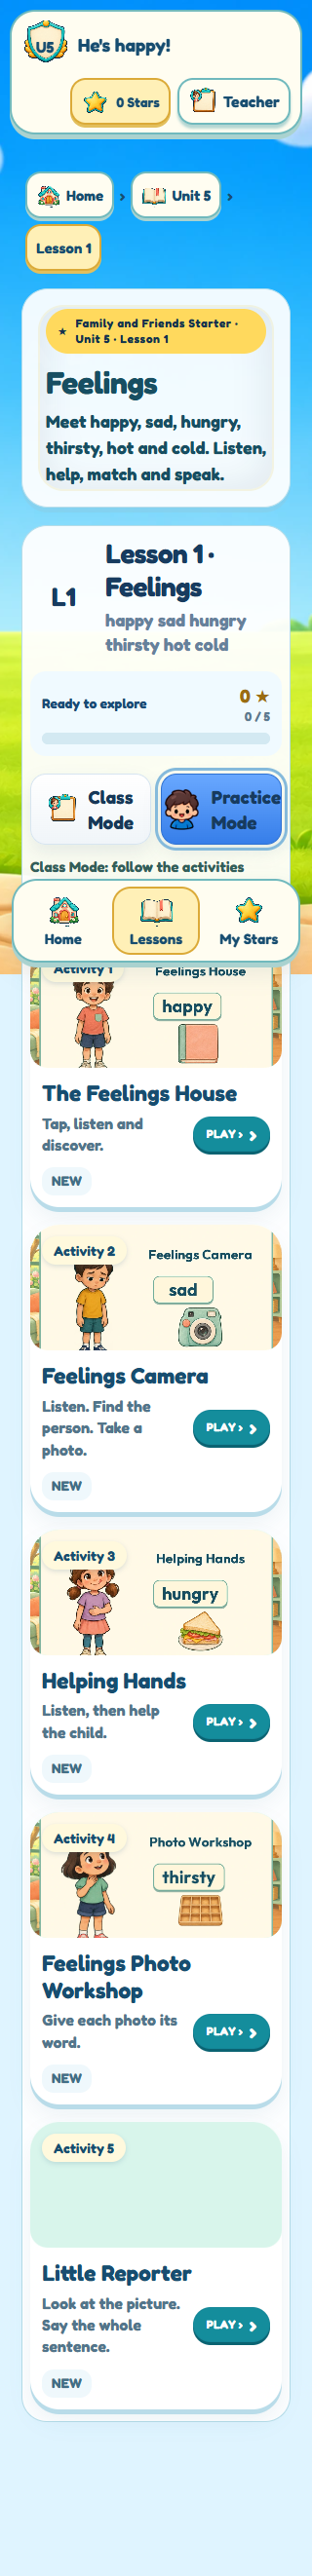 U5
He's happy!
0 Stars
Teacher
Home
›
Unit 5
›
Lesson 1
★ Family and Friends Starter ·
Unit 5 · Lesson 1
Feelings
Meet happy, sad, hungry,
thirsty, hot and cold. Listen,
help, match and speak.
L1
Lesson 1 ·
Feelings
happy sad hungry
thirsty hot cold
Ready to explore
0 ★
0 / 5
Class
Mode
Practice
Mode
Class Mode: follow the activities
Home
Lessons
My Stars
Activity 1
Feelings House
happy
The Feelings House
Tap, listen and
discover.
PLAY › ›
NEW
Activity 2
Feelings Camera
sad
Feelings Camera
Listen. Find the
person. Take a
photo.
PLAY › ›
NEW
Activity 3
Helping Hands
hungry
Helping Hands
Listen, then help
the child.
PLAY › ›
NEW
Activity 4
Photo Workshop
thirsty
Feelings Photo
Workshop
Give each photo its
word.
PLAY › ›
NEW
Activity 5
Little Reporter
Look at the picture.
Say the whole
sentence.
PLAY › ›
NEW